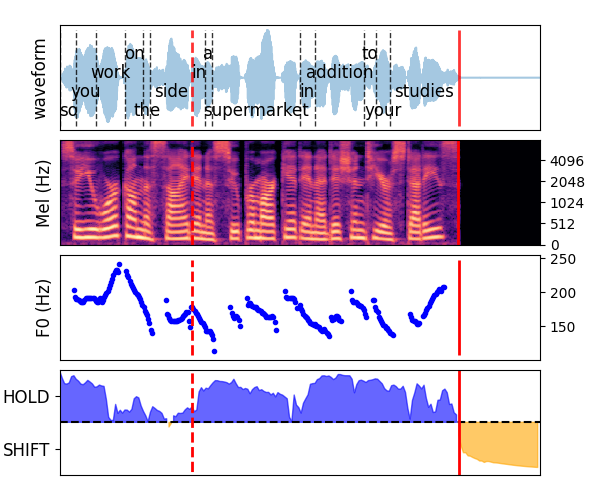 waveform
on a to
work in addition
you side in studies
so the supermarket your
Mel (Hz)
4096
2048
1024
512
0
F0 (Hz)
250
200
150
HOLD
SHIFT